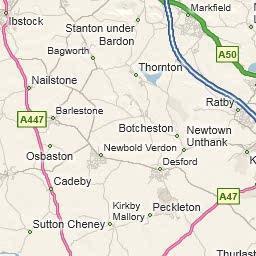 Ibstock
Markfield
Stanton under
Bardon
Bagworth
A50
Thornton
Nailstone
Ratby
A447
Barlestone
Botcheston
Newtown
Unthank
Osbaston
Newbold Verdon
Desford
Cadeby
A47
Kirkby
Mallory
Peckleton
Sutton Cheney
Thurlast
K